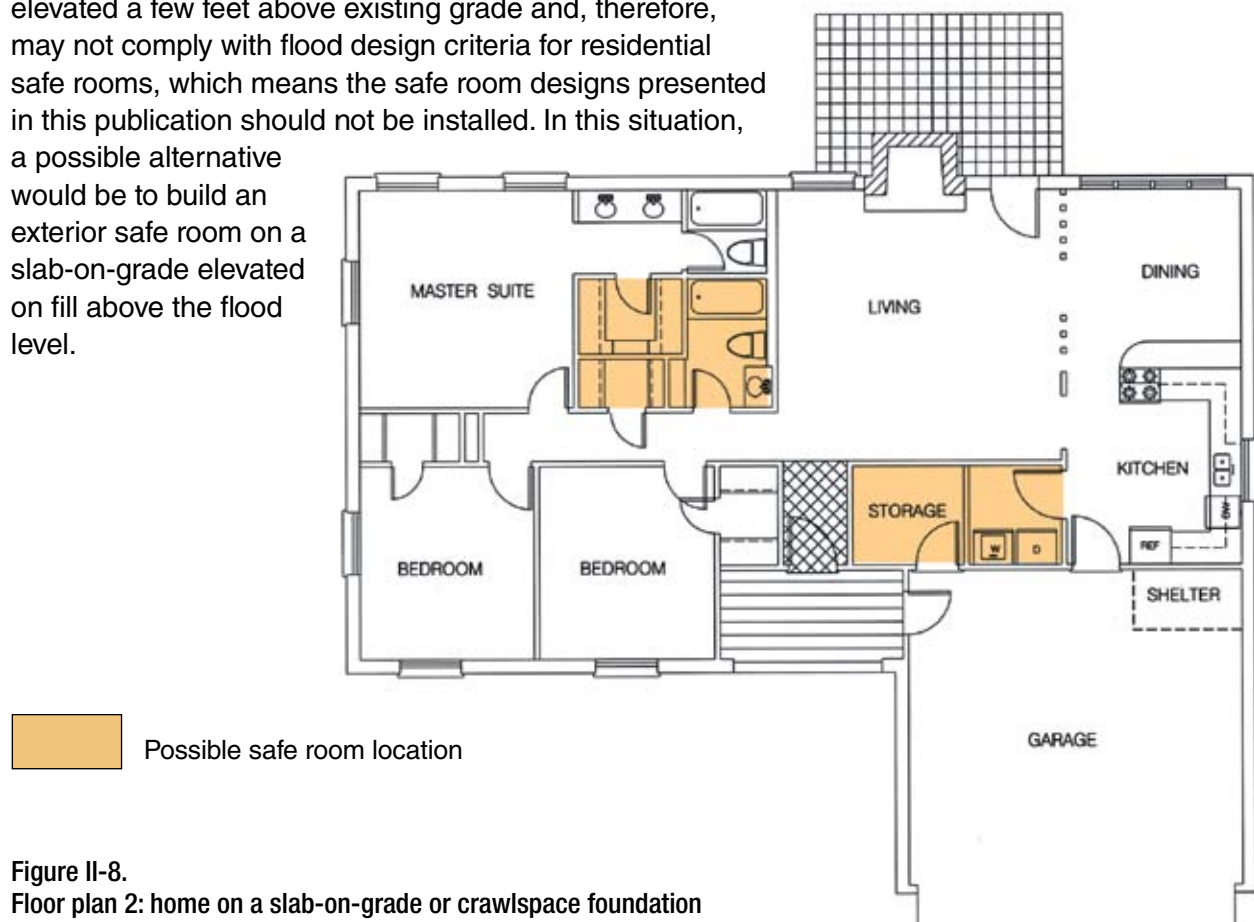 elevated a few feet above existing grade and, therefore,
may not comply with flood design criteria for residential
safe rooms, which means the safe room designs presented
in this publication should not be installed. In this situation,
a possible alternative
would be to build an
exterior safe room on a
slab-on-grade elevated
on fill above the flood
level.
MASTER SUITE
LIVING
DINING
KITCHEN
STORAGE
W
D
REF
DW
BEDROOM
BEDROOM
SHELTER
GARAGE
Possible safe room location
Figure II-8.
Floor plan 2: home on a slab-on-grade or crawlspace foundation